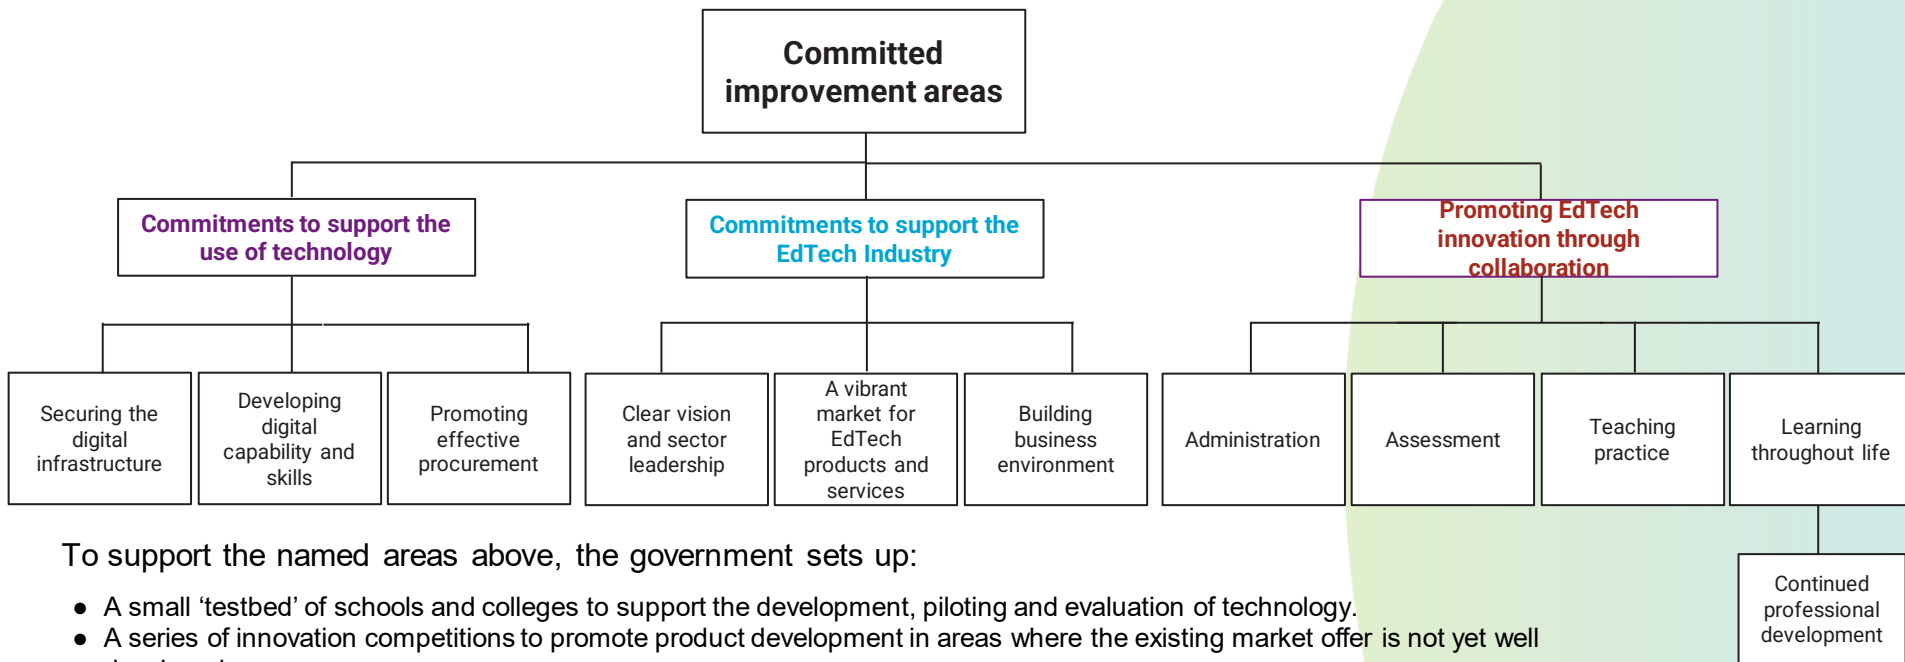 Committed
improvement areas
Commitments to support the
use of technology
Commitments to support the
EdTech Industry
Promoting EdTech
innovation through
collaboration
Securing the
digital
infrastructure
Developing
digital
capability and
skills
Promoting
effective
procurement
Clear vision
and sector
leadership
A vibrant
market for
EdTech
products and
services
Building
business
environment
Administration
Assessment
Teaching
practice
Learning
throughout life
Continued
professional
development
To support the named areas above, the government sets up:
● A small ‘testbed’ of schools and colleges to support the development, piloting and evaluation of technology.
● A series of innovation competitions to promote product development in areas where the existing market offer is not yet well